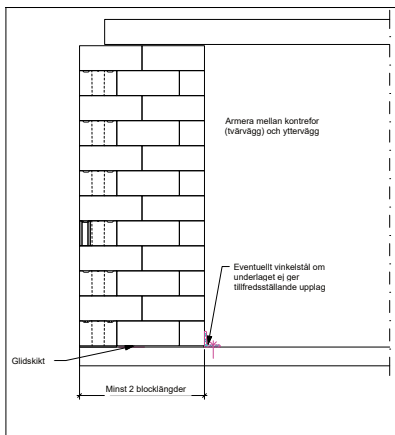 Armera mellan kontrefor
(tvärvägg) och yttervägg
Eventuellt vinkelstål om
underlaget ej ger
tillfredsställande upplag
Glidskikt
Minst 2 blocklängder